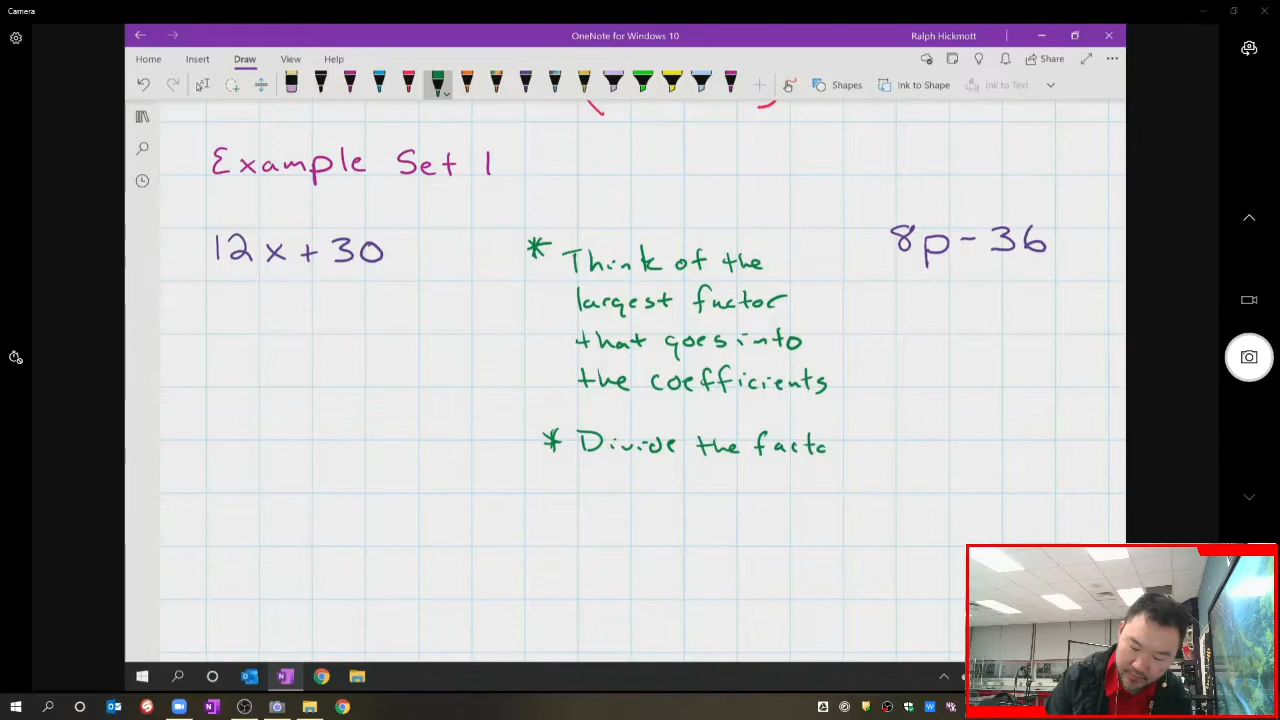 Camera
OneNote for Windows 10
Ralph Hickmott
Home Insert Draw View Help
Share
Shapes Ink to Shape Ink to Text
Example Set 1
12x + 30
8p - 36
* Think of the
largest factor
that goes into
the coefficients
* Divide the facto